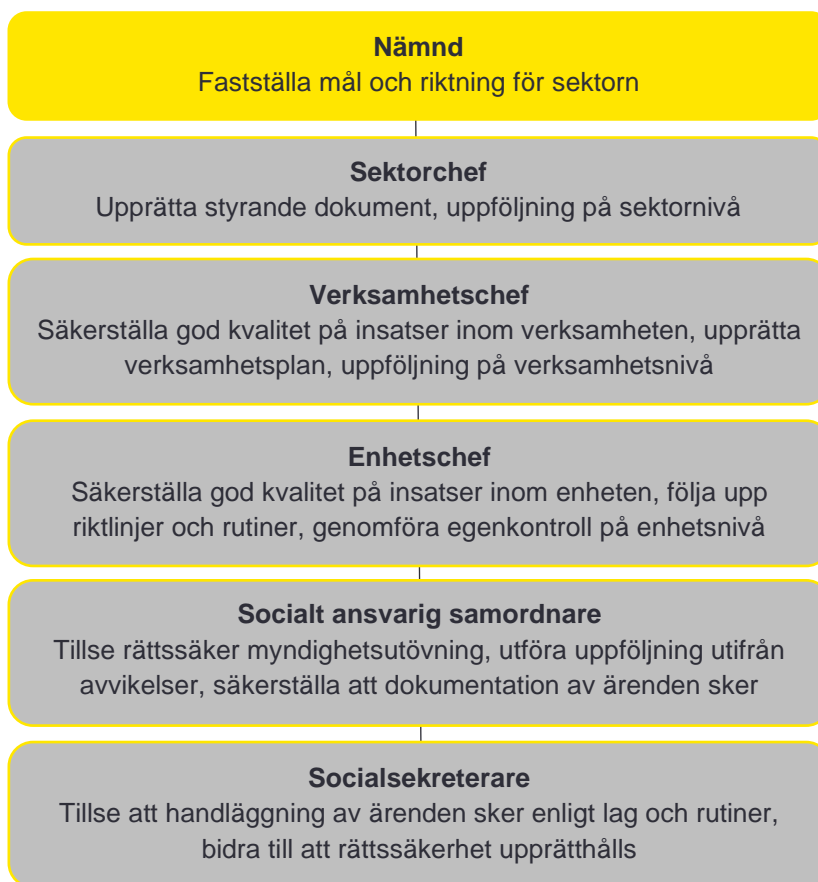 Nämnd
Fastställa mål och riktning för sektorn
Sektorchef
Upprätta styrande dokument, uppföljning på sektornivå
Verksamhetschef
Säkerställa god kvalitet på insatser inom verksamheten, upprätta
verksamhetsplan, uppföljning på verksamhetsnivå
Enhetschef
Säkerställa god kvalitet på insatser inom enheten, följa upp
riktlinjer och rutiner, genomföra egenkontroll på enhetsnivå
Socialt ansvarig samordnare
Tillse rättssäker myndighetsutövning, utföra uppföljning utifrån
avvikelser, säkerställa att dokumentation av ärenden sker
Socialsekreterare
Tillse att handläggning av ärenden sker enligt lag och rutiner,
bidra till att rättssäkerhet upprätthålls